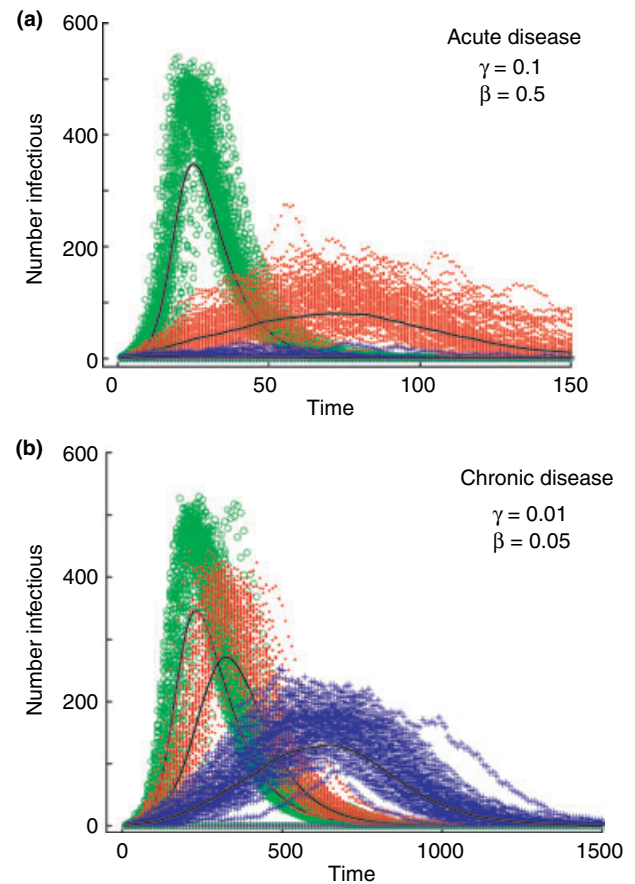 (a)
600
400
200
0
Number infectious
Acute disease
γ = 0.1
β = 0.5
0
50
100
150
Time
(b)
600
400
200
0
Number infectious
Chronic disease
γ = 0.01
β = 0.05
0
500
1000
1500
Time